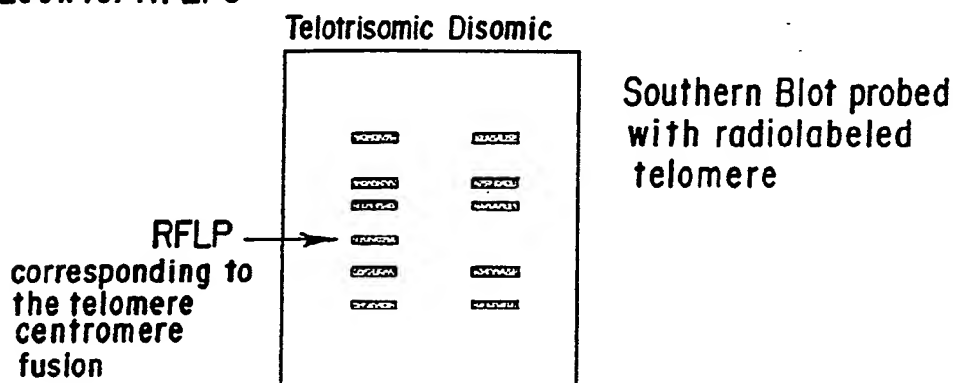 Telotrisomic Disomic
Southern Blot probed
with radiolabeled
telomere
RFLP
corresponding to
the telomere
centromere
fusion